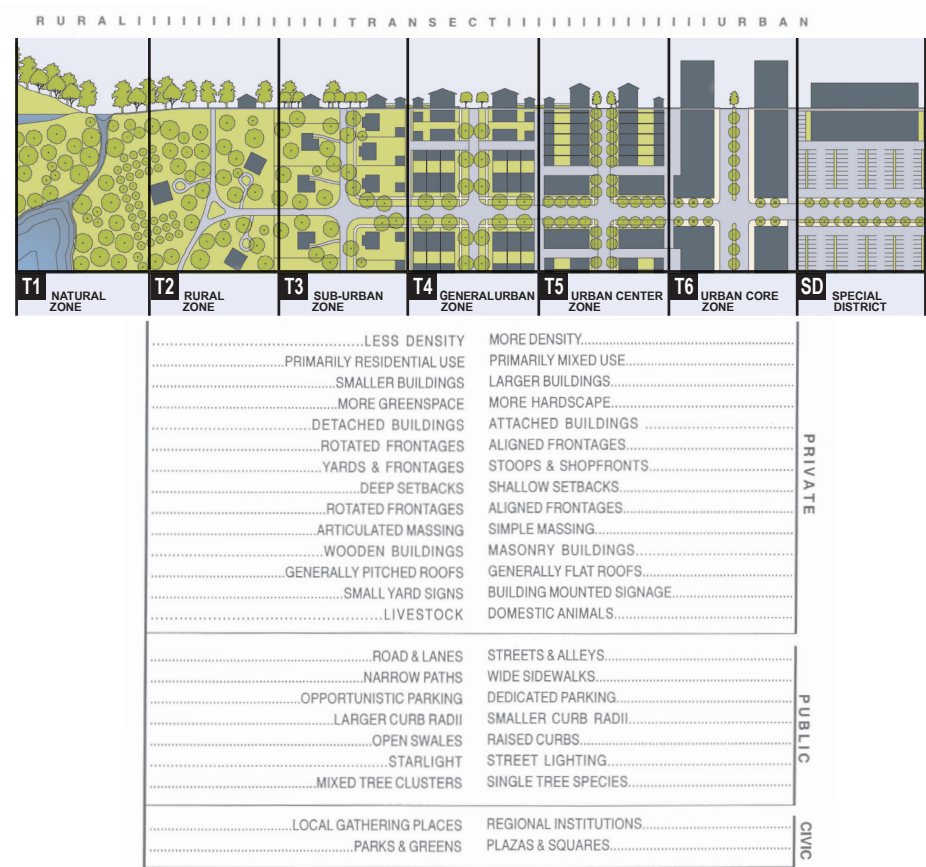 RURAL I I I I I I I I I I I I I I I TRANSECT I I I I I I I I I I I I I I I URBAN
T1 NATURAL ZONE
T2 RURAL ZONE
T3 SUB-URBAN ZONE
T4 GENERALURBAN ZONE
T5 URBAN CENTER ZONE
T6 URBAN CORE ZONE
SD SPECIAL DISTRICT
LESS DENSITY MORE DENSITY
PRIMARILY RESIDENTIAL USE PRIMARILY MIXED USE
SMALLER BUILDINGS LARGER BUILDINGS
MORE GREENSPACE MORE HARDSCAPE
DETACHED BUILDINGS ATTACHED BUILDINGS
ROTATED FRONTAGES ALIGNED FRONTAGES
YARDS & FRONTAGES STOOPS & SHOPFRONTS
DEEP SETBACKS SHALLOW SETBACKS
ROTATED FRONTAGES ALIGNED FRONTAGES
ARTICULATED MASSING SIMPLE MASSING
WOODEN BUILDINGS MASONRY BUILDINGS
GENERALLY PITCHED ROOFS GENERALLY FLAT ROOFS
SMALL YARD SIGNS BUILDING MOUNTED SIGNAGE
LIVESTOCK DOMESTIC ANIMALS
PRIVATE
ROAD & LANES STREETS & ALLEYS
NARROW PATHS WIDE SIDEWALKS
OPPORTUNISTIC PARKING DEDICATED PARKING
LARGER CURB RADII SMALLER CURB RADII
OPEN SWALES RAISED CURBS
STARLIGHT STREET LIGHTING
MIXED TREE CLUSTERS SINGLE TREE SPECIES
PUBLIC
LOCAL GATHERING PLACES REGIONAL INSTITUTIONS
PARKS & GREENS PLAZAS & SQUARES
CIVIC